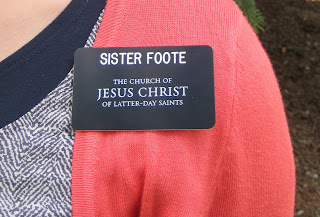 SISTER FOOTE
THE CHURCH OF
JESUS CHRIST
OF LATTER-DAY SAINTS